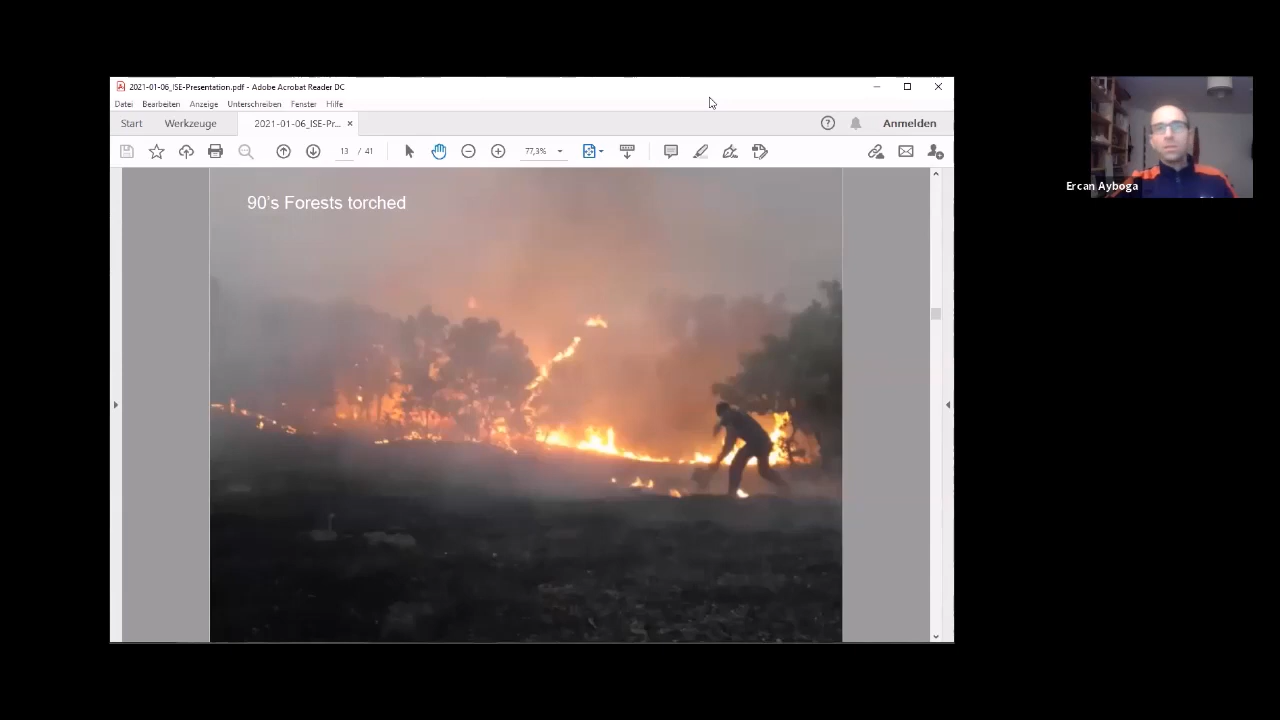 2021-01-06_ISE-Presentation.pdf - Adobe Acrobat Reader DC
Datei Bearbeiten Anzeige Unterschreiben Fenster Hilfe
Start Werkzeuge 2021-01-06_ISE-Pr... × Anmelden
13 / 41 77,3%
90's Forests torched
Ercan Ayboga